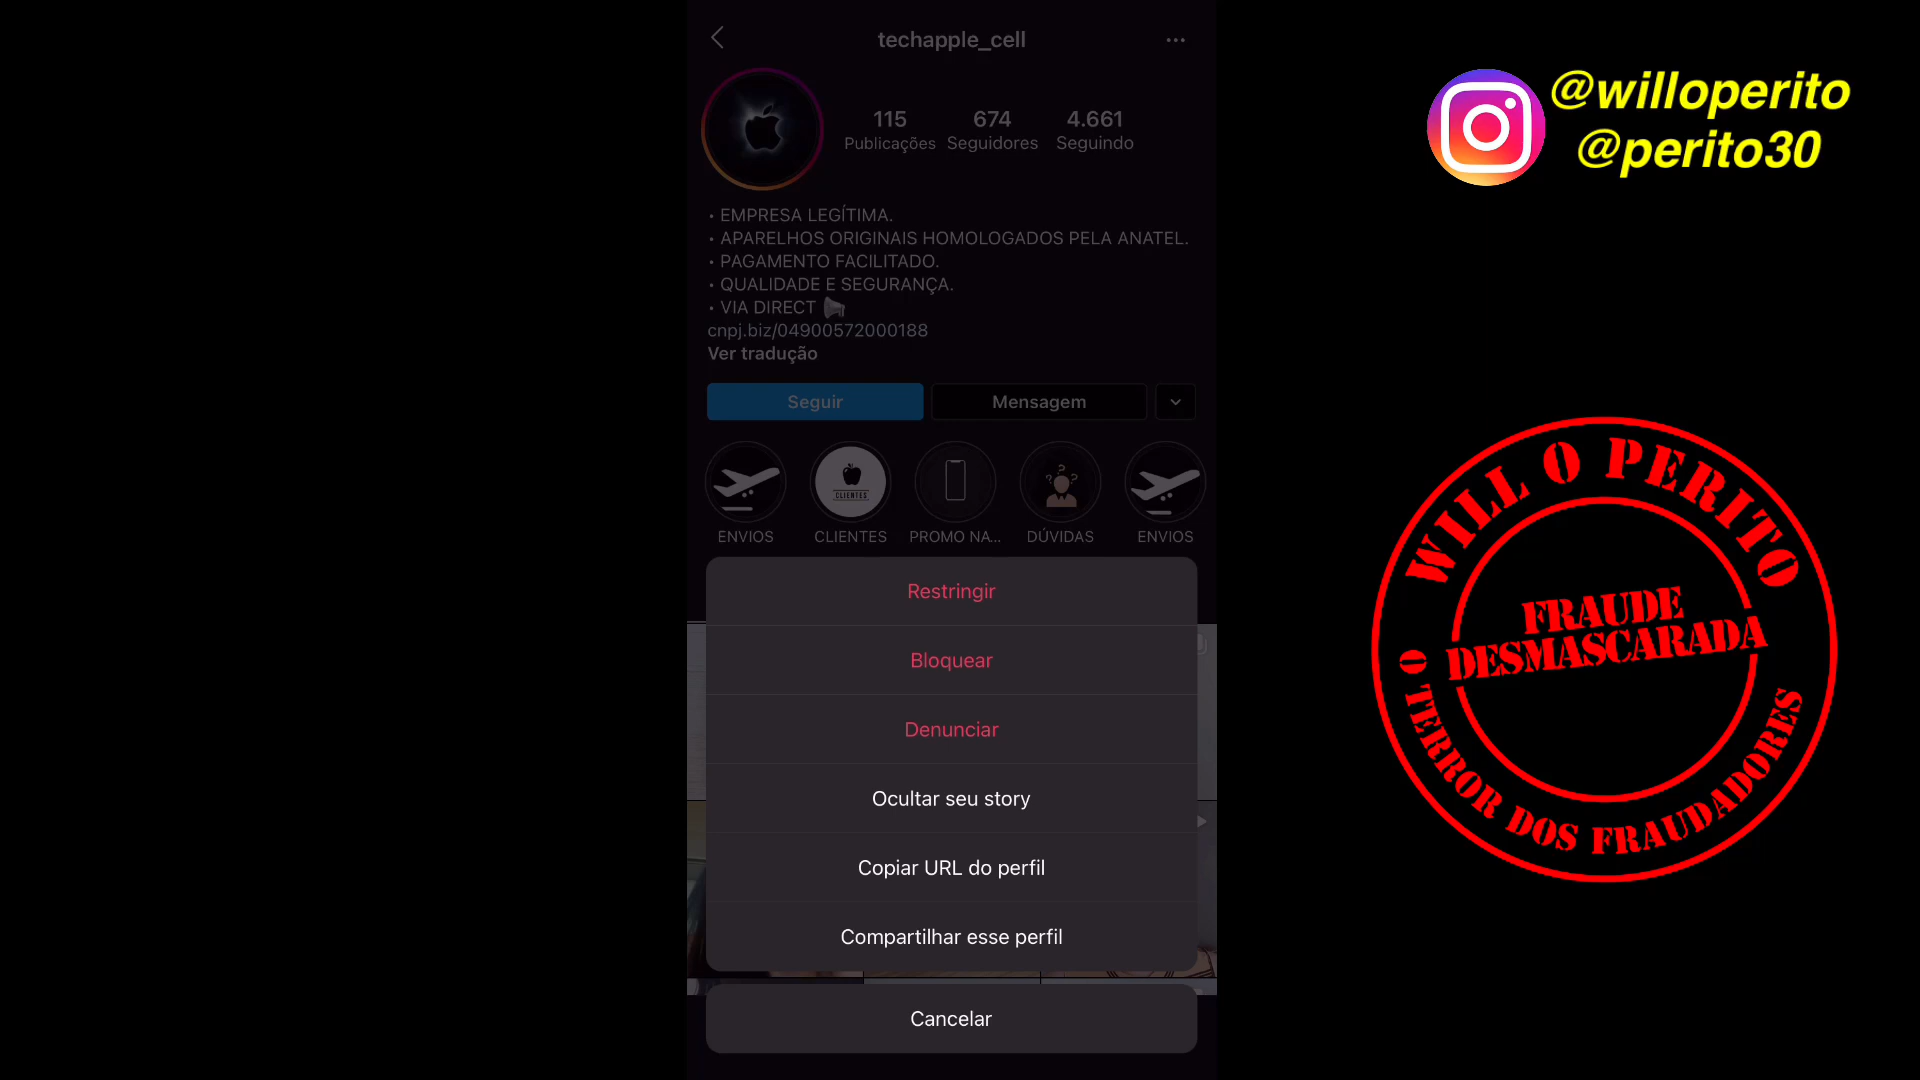 techapple_cell
115
674
4.661
Publicações
Seguidores
Seguindo
• EMPRESA LEGÍTIMA.
• APARELHOS ORIGINAIS HOMOLOGADOS PELA ANATEL.
• PAGAMENTO FACILITADO.
• QUALIDADE E SEGURANÇA.
• VIA DIRECT
cnpj.biz/04900572000188
Ver tradução
Seguir
Mensagem
CLIENTES
ENVIOS
CLIENTES
PROMO NA...
DÚVIDAS
ENVIOS
Restringir
Bloquear
Denunciar
Ocultar seu story
Copiar URL do perfil
Compartilhar esse perfil
Cancelar
@willoperito
@perito30
WILL O PERITO
FRAUDE
DESMASCARADA
O TERROR DOS FRAUDADORES